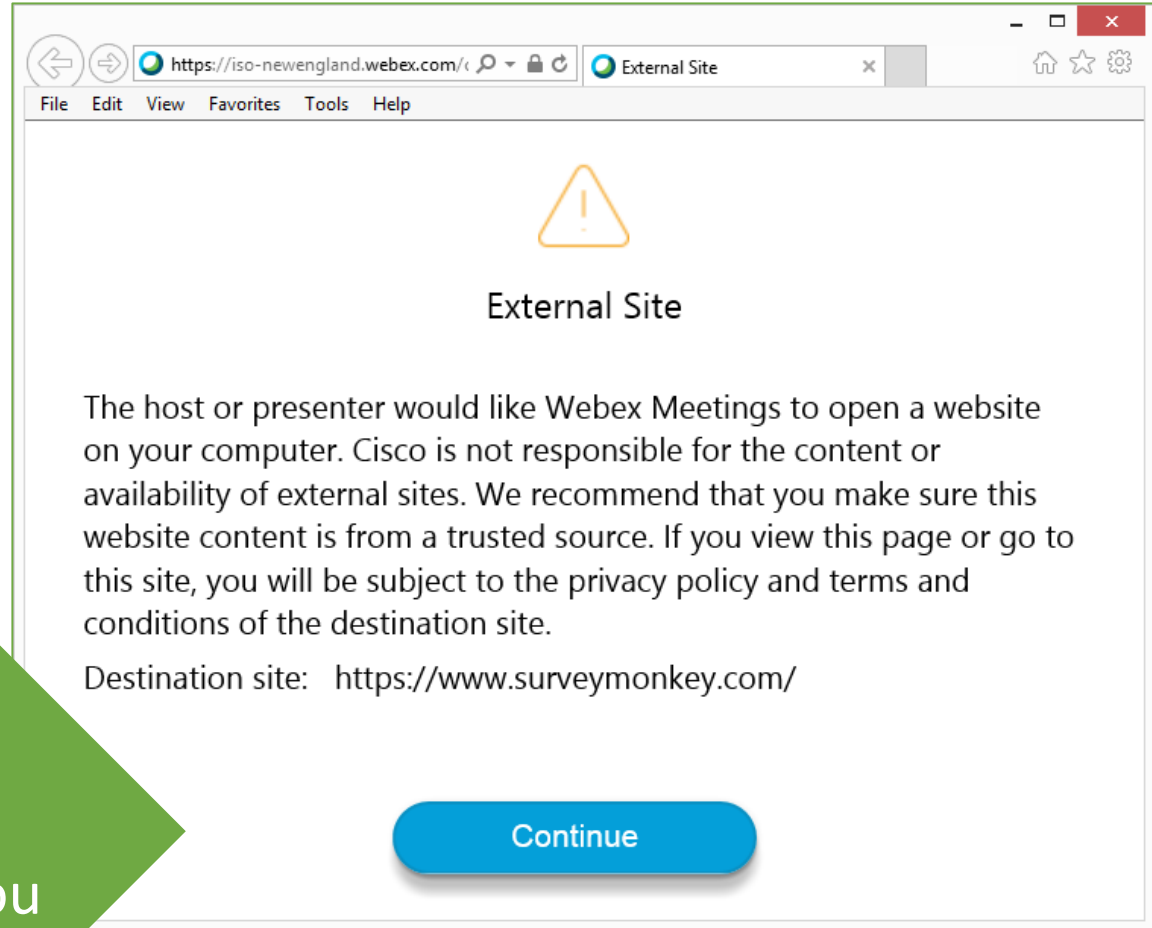 https://iso-newengland.webex.com/
External Site
File Edit View Favorites Tools Help
External Site
The host or presenter would like Webex Meetings to open a website
on your computer. Cisco is not responsible for the content or
availability of external sites. We recommend that you make sure this
website content is from a trusted source. If you view this page or go to
this site, you will be subject to the privacy policy and terms and
conditions of the destination site.
Destination site: https://www.surveymonkey.com/
Continue